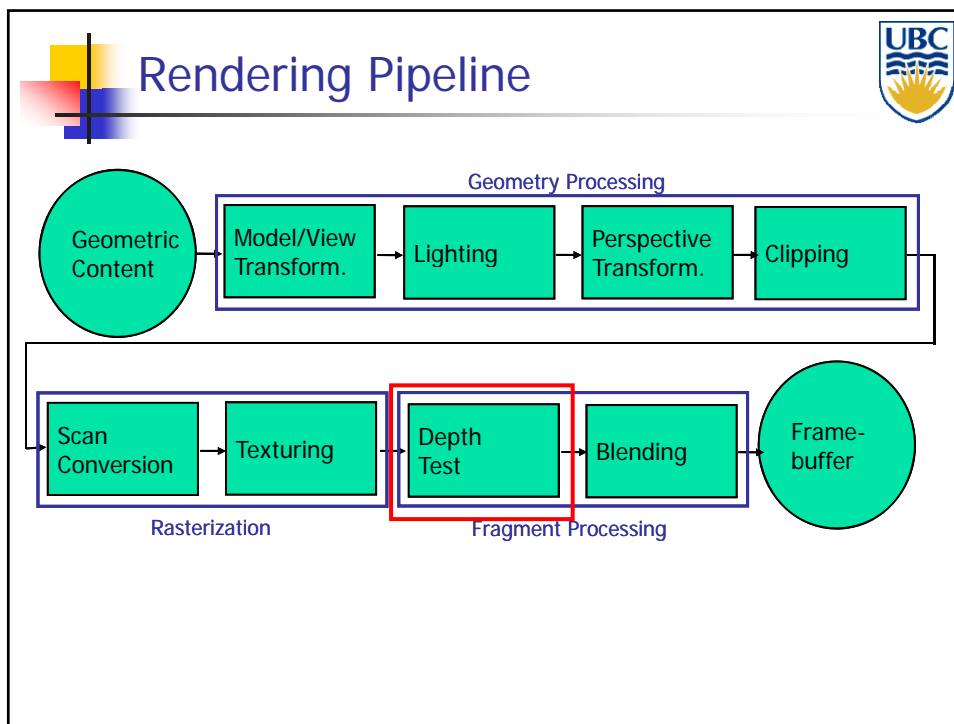 Rendering Pipeline
UBC
Geometry Processing
Geometric
Content
Model/View
Transform.
Lighting
Perspective
Transform.
Clipping
Scan
Conversion
Texturing
Depth
Test
Blending
Frame-
buffer
Rasterization
Fragment Processing